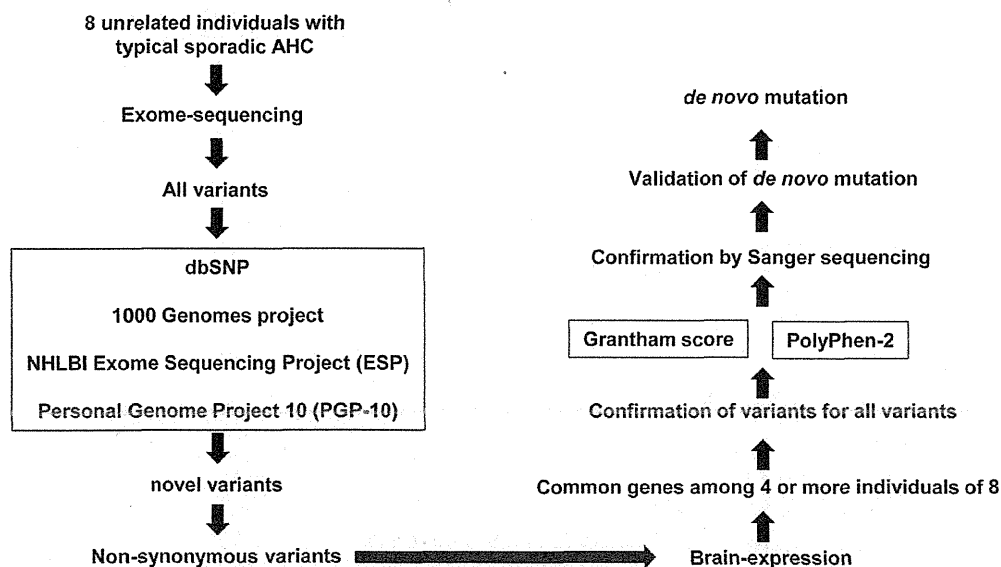 8 unrelated individuals with
typical sporadic AHC
Exome-sequencing
All variants
dbSNP
1000 Genomes project
NHLBI Exome Sequencing Project (ESP)
Personal Genome Project 10 (PGP-10)
novel variants
Non-synonymous variants
Brain-expression
Common genes among 4 or more individuals of 8
Confirmation of variants for all variants
Grantham score
PolyPhen-2
Confirmation by Sanger sequencing
Validation of de novo mutation
de novo mutation